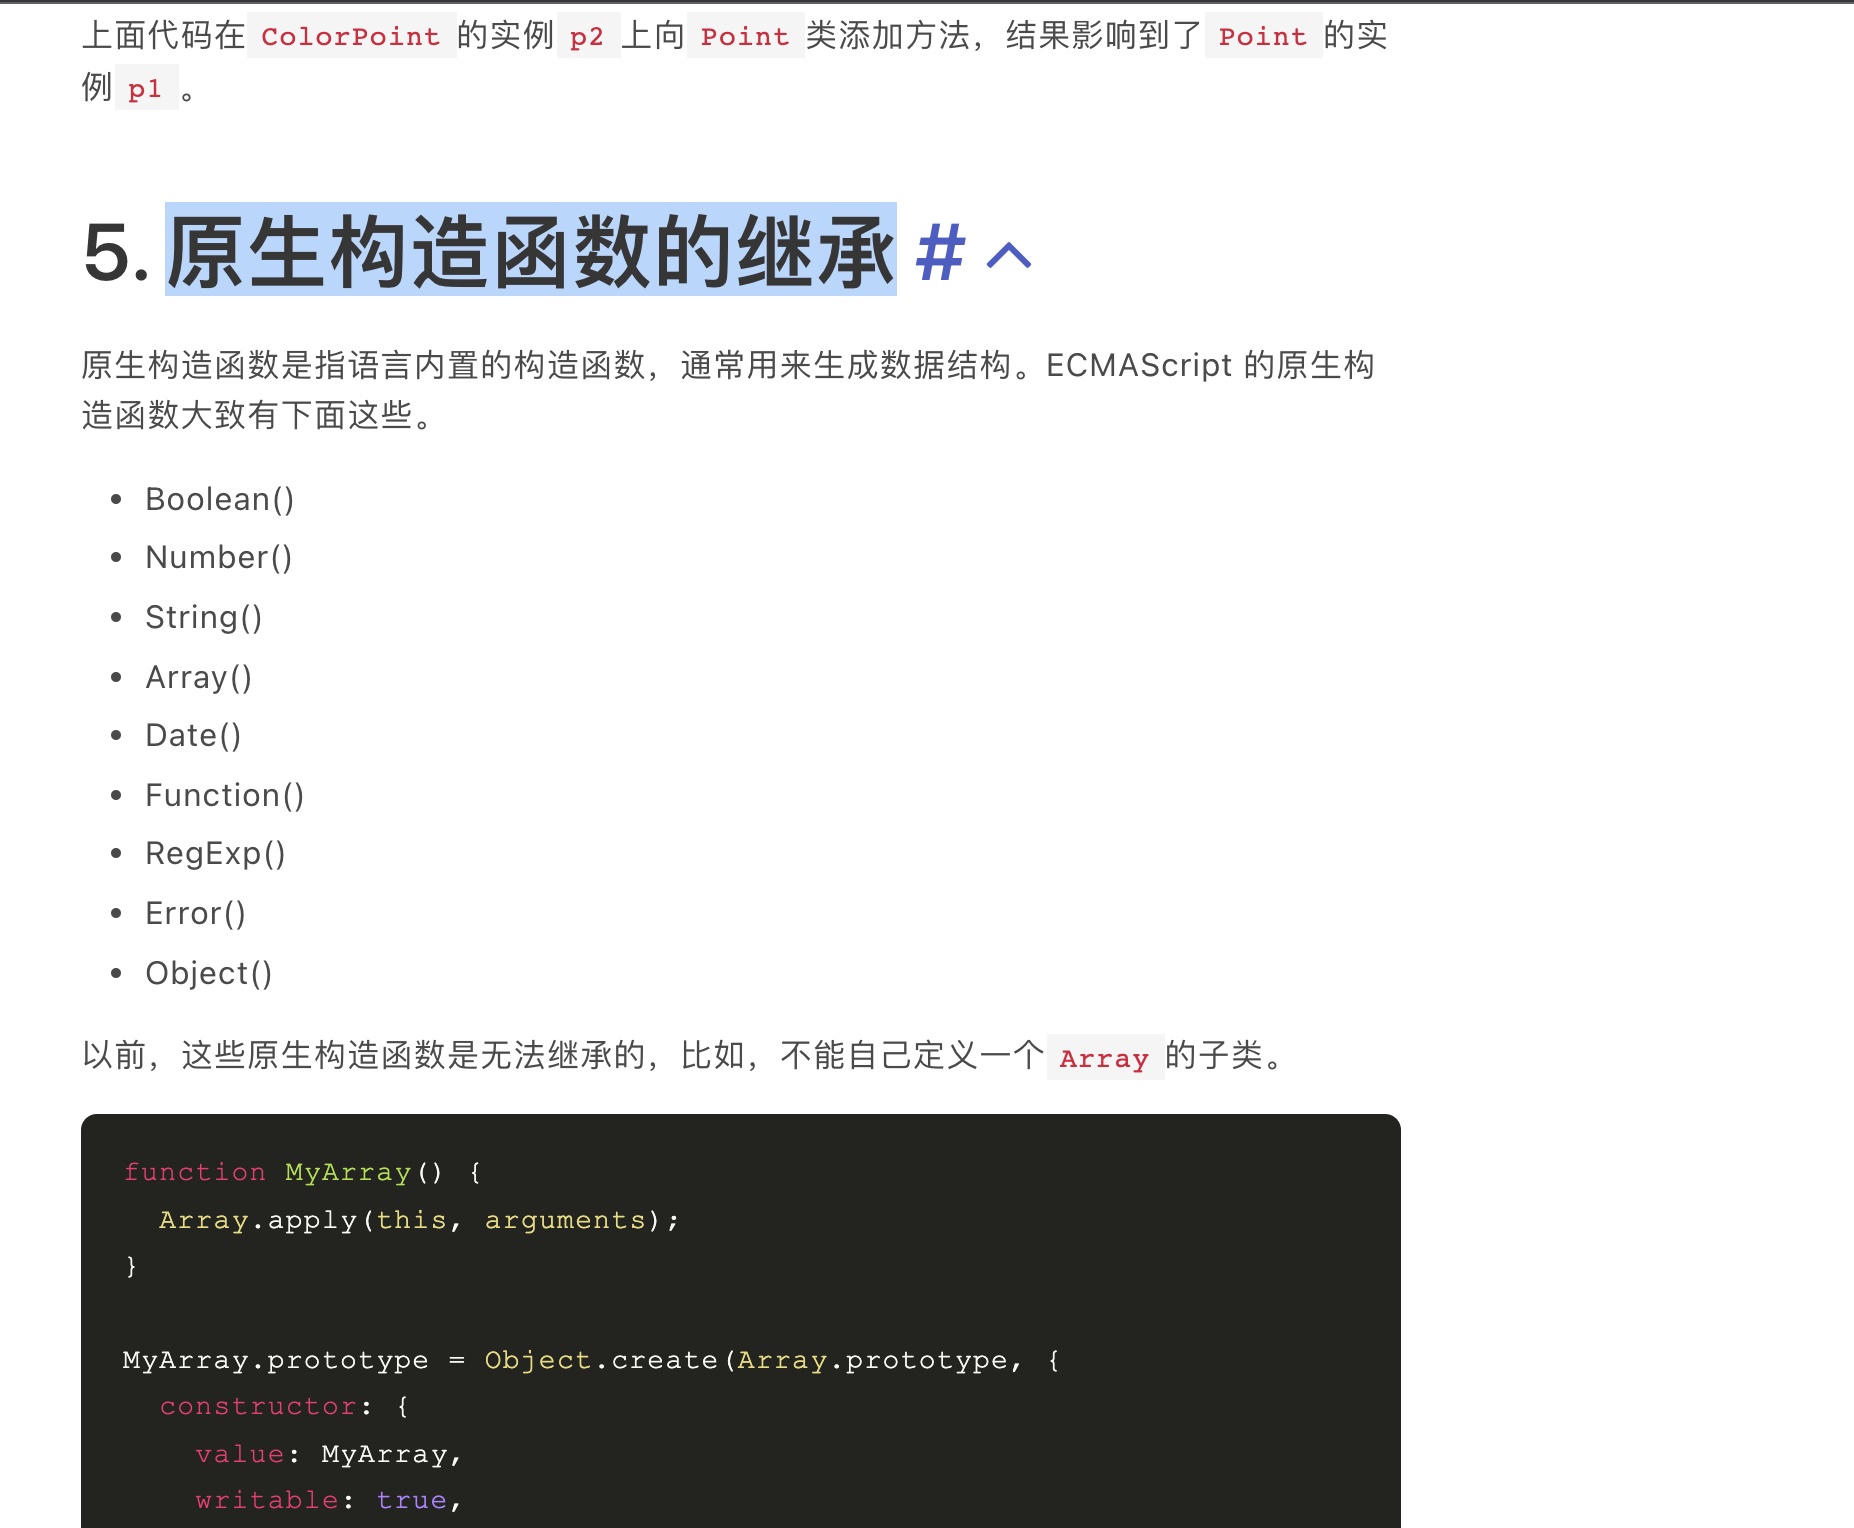 上面代码在 ColorPoint 的实例 p2 上向 Point 类添加方法，结果影响到了 Point 的实
例 p1 。
5. 原生构造函数的继承 # ^
原生构造函数是指语言内置的构造函数，通常用来生成数据结构。ECMAScript 的原生构
造函数大致有下面这些。
• Boolean()
• Number()
• String()
• Array()
• Date()
• Function()
• RegExp()
• Error()
• Object()
以前，这些原生构造函数是无法继承的，比如，不能自己定义一个 Array 的子类。
function MyArray() {
  Array.apply(this, arguments);
}
MyArray.prototype = Object.create(Array.prototype, {
  constructor: {
    value: MyArray,
    writable: true,